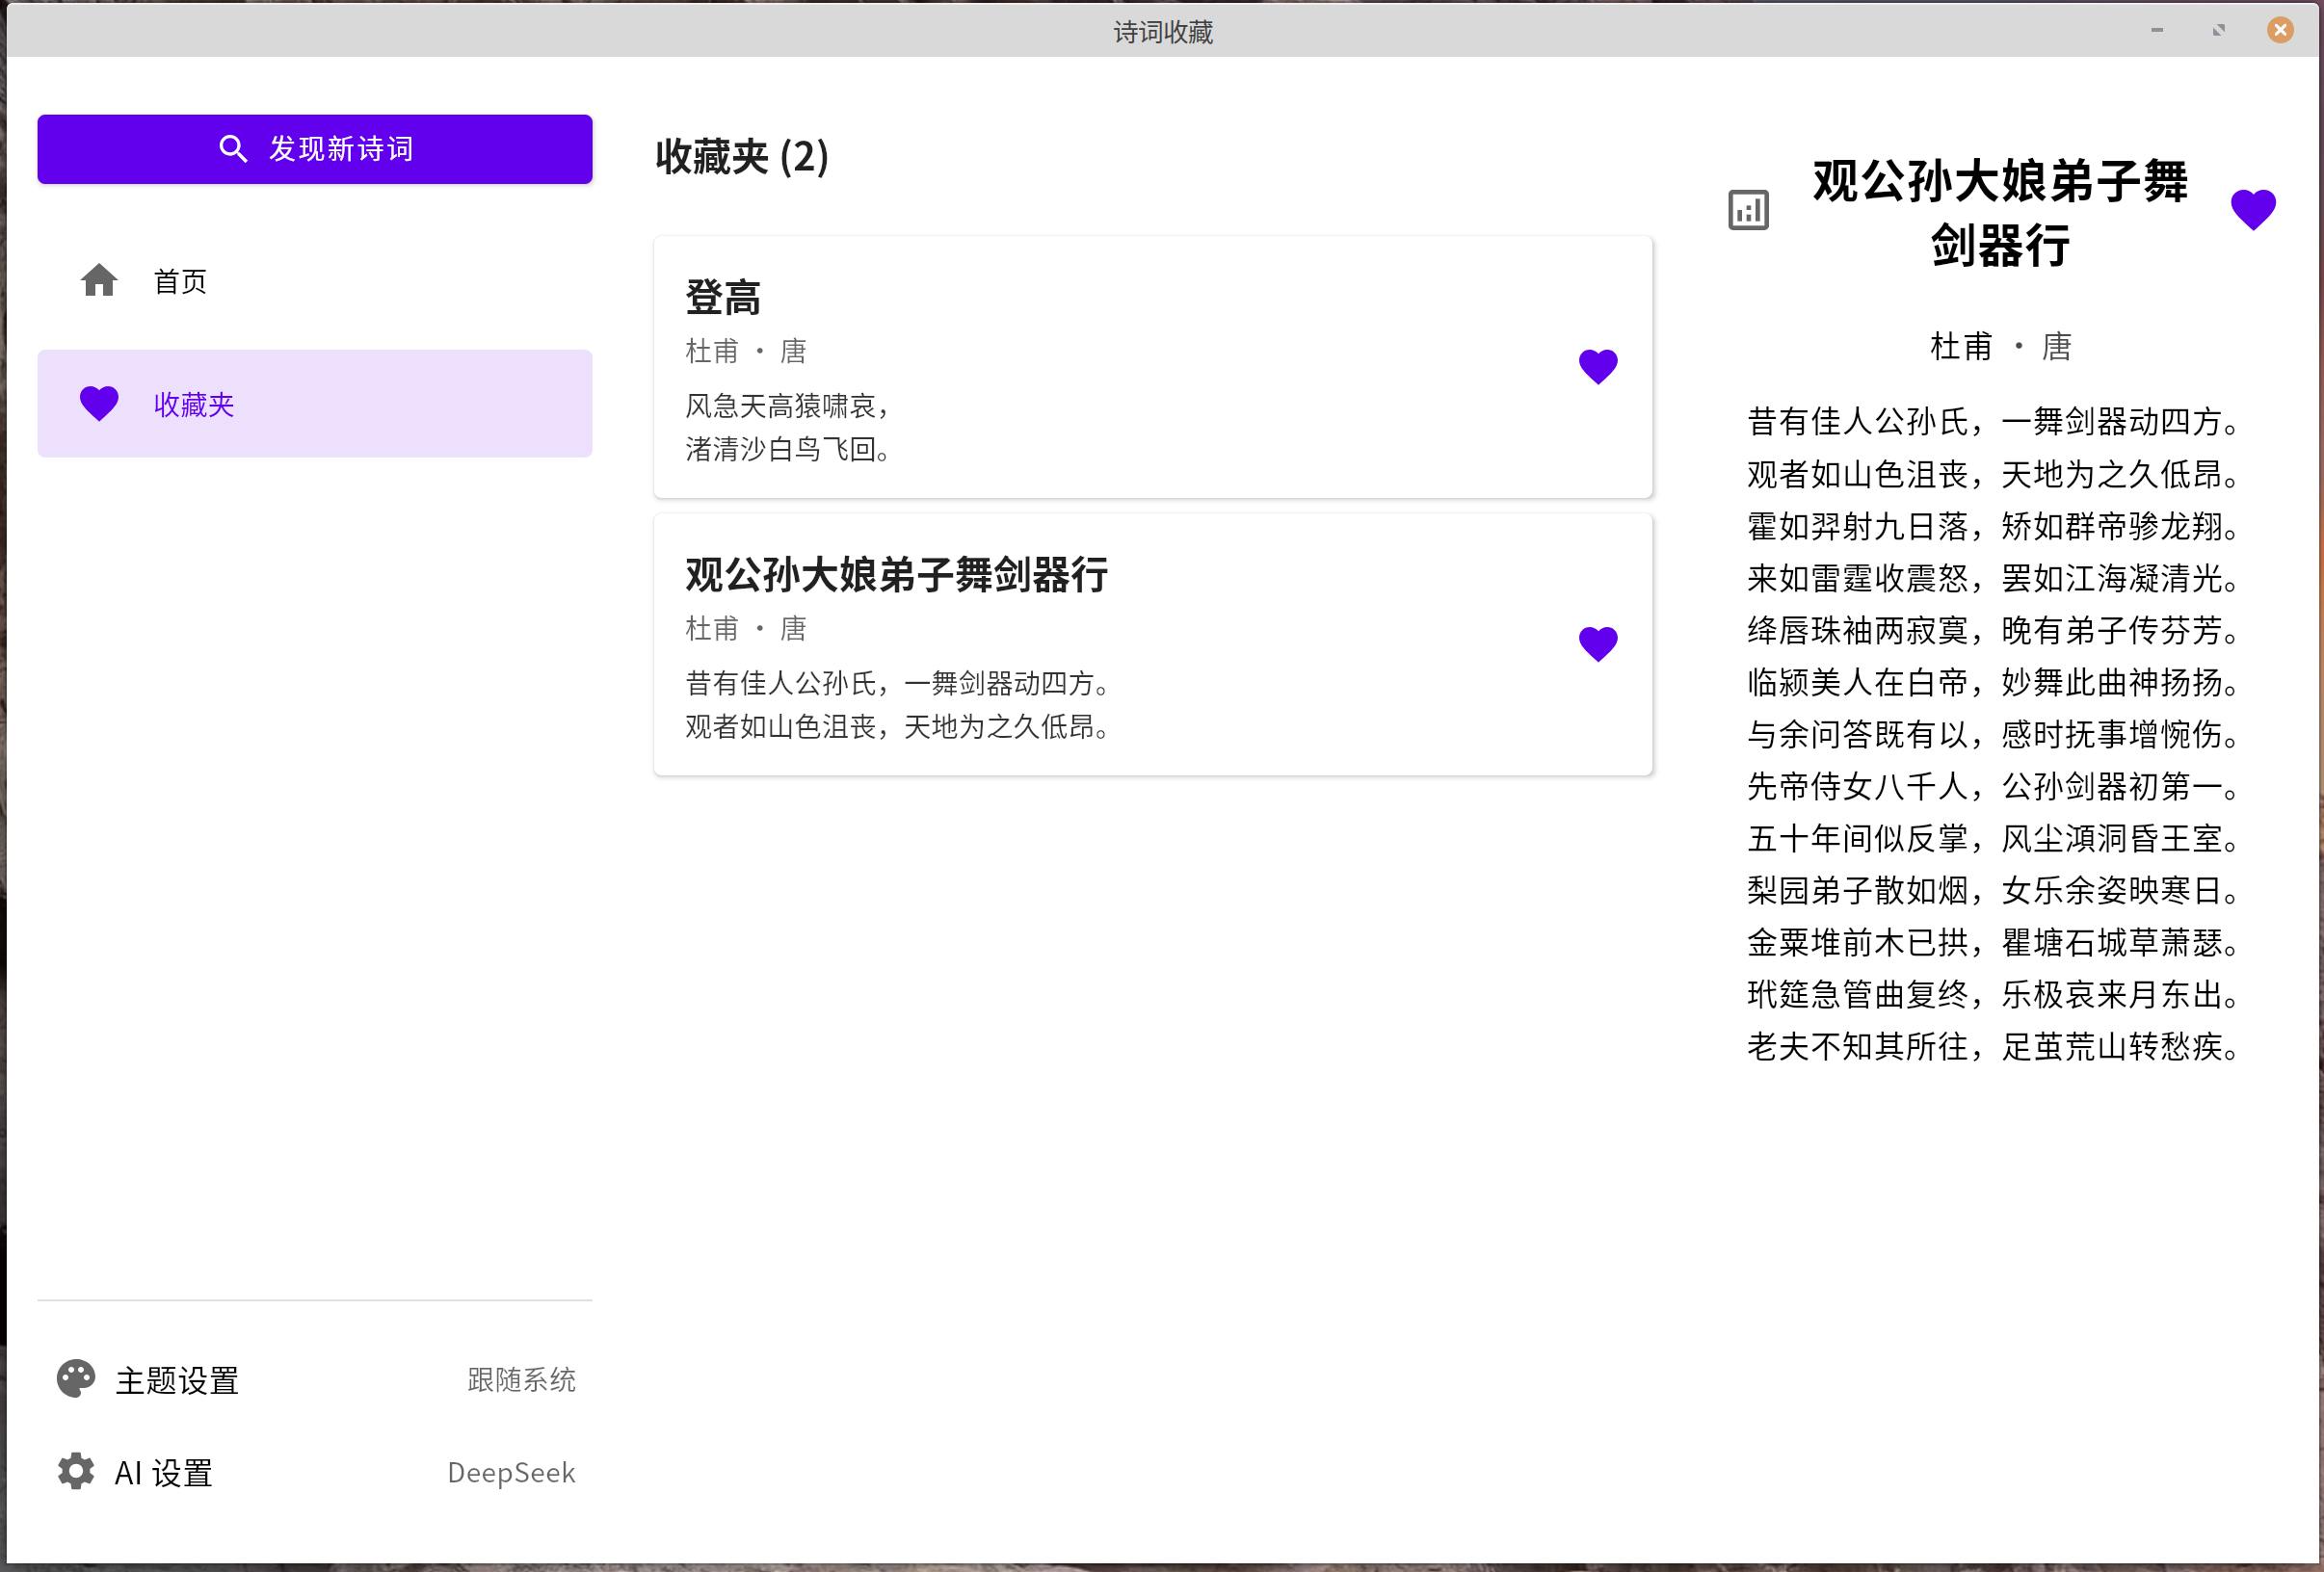 诗词收藏
发现新诗词
首页
收藏夹
主题设置 跟随系统
AI 设置 DeepSeek
收藏夹 (2)
登高
杜甫 · 唐
风急天高猿啸哀，
渚清沙白鸟飞回。
观公孙大娘弟子舞剑器行
杜甫 · 唐
昔有佳人公孙氏，一舞剑器动四方。
观者如山色沮丧，天地为之久低昂。
观公孙大娘弟子舞
剑器行
杜甫 · 唐
昔有佳人公孙氏，一舞剑器动四方。
观者如山色沮丧，天地为之久低昂。
霍如羿射九日落，矫如群帝骖龙翔。
来如雷霆收震怒，罢如江海凝清光。
绛唇珠袖两寂寞，晚有弟子传芬芳。
临颍美人在白帝，妙舞此曲神扬扬。
与余问答既有以，感时抚事增惋伤。
先帝侍女八千人，公孙剑器初第一。
五十年间似反掌，风尘澒洞昏王室。
梨园弟子散如烟，女乐余姿映寒日。
金粟堆前木已拱，瞿塘石城草萧瑟。
玳筵急管曲复终，乐极哀来月东出。
老夫不知其所往，足茧荒山转愁疾。